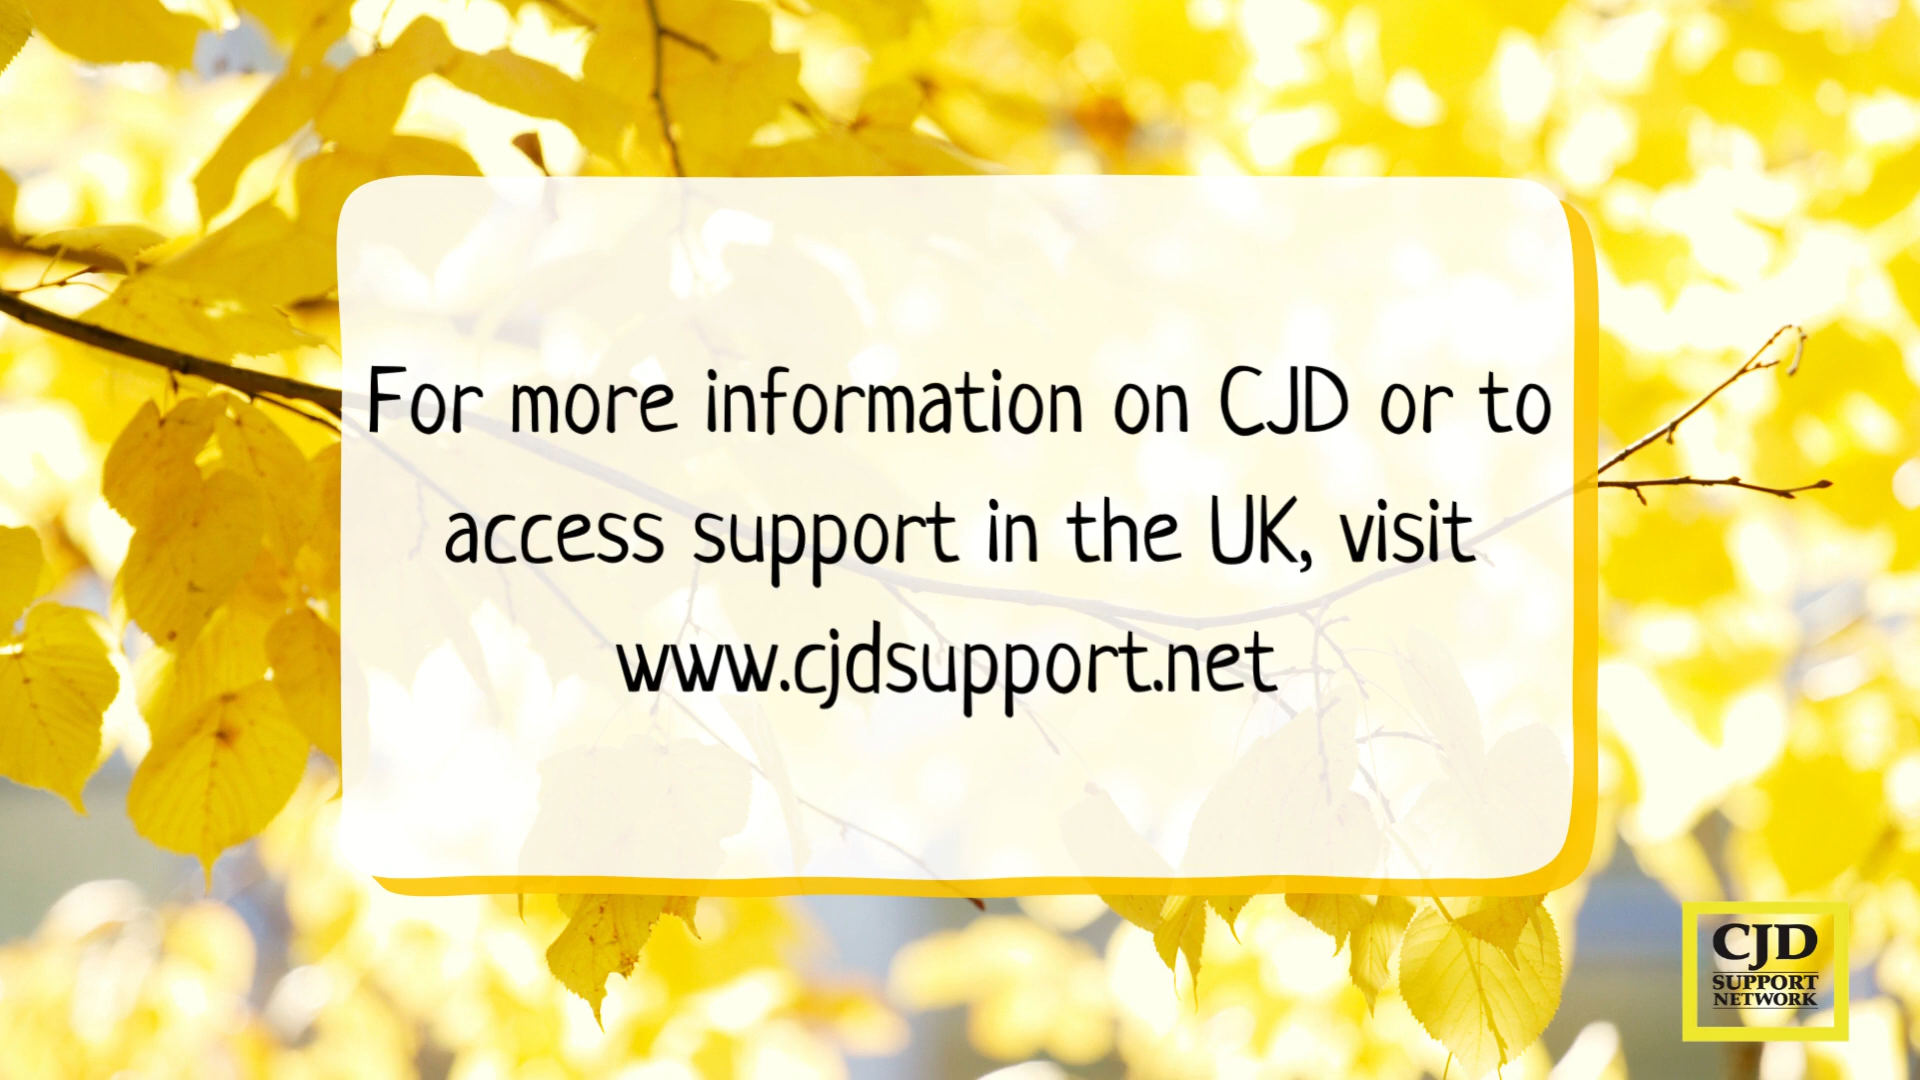 For more information on CJD or to
access support in the UK, visit
www.cjdsupport.net
CJD
SUPPORT
NETWORK